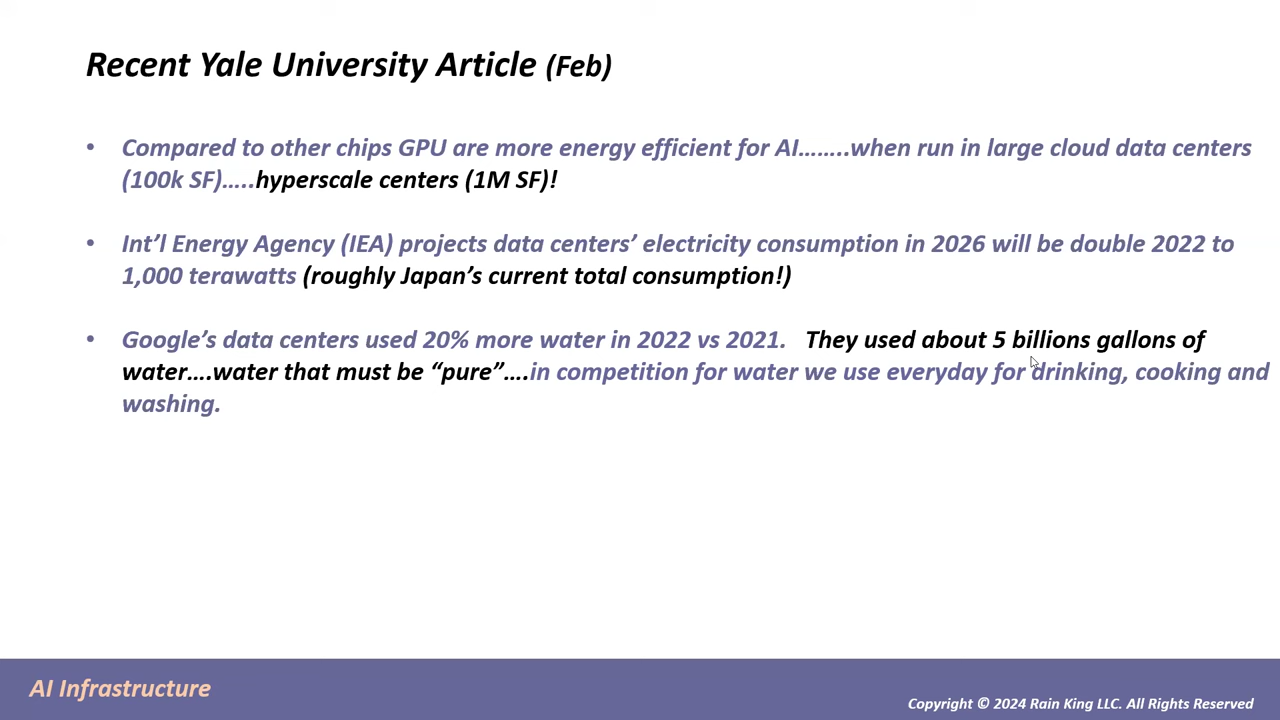 Recent Yale University Article (Feb)
• Compared to other chips GPU are more energy efficient for AI……..when run in large cloud data centers
(100k SF)…..hyperscale centers (1M SF)!
• Int’l Energy Agency (IEA) projects data centers’ electricity consumption in 2026 will be double 2022 to
1,000 terawatts (roughly Japan’s current total consumption!)
• Google’s data centers used 20% more water in 2022 vs 2021. They used about 5 billions gallons of
water….water that must be “pure”….in competition for water we use everyday for drinking, cooking and
washing.
AI Infrastructure
Copyright © 2024 Rain King LLC. All Rights Reserved